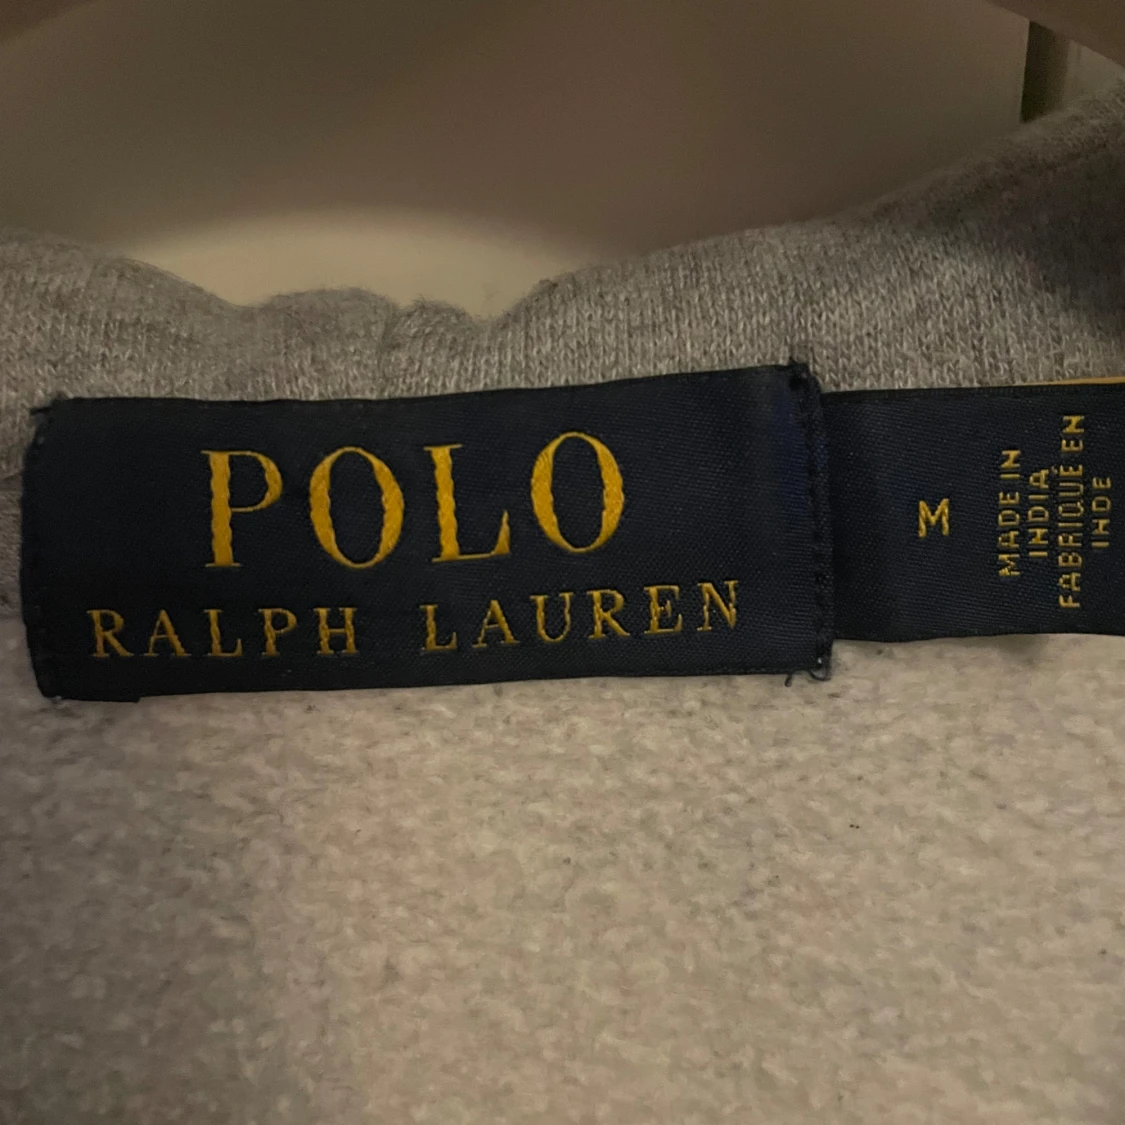 POLO
RALPH LAUREN
M
MADE IN
INDIA
FABRIQUÉ EN
INDE